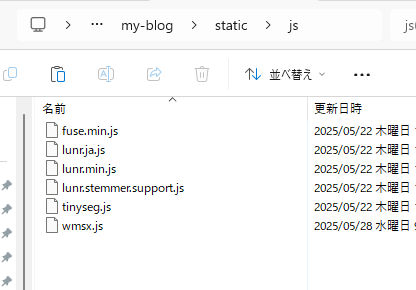 my-blog > static > js
js
並べ替え
名前 更新日時
fuse.min.js 2025/05/22 木曜日
lunr.ja.js 2025/05/22 木曜日
lunr.min.js 2025/05/22 木曜日
lunr.stemmer.support.js 2025/05/22 木曜日
tinyseg.js 2025/05/22 木曜日
wmsx.js 2025/05/28 水曜日